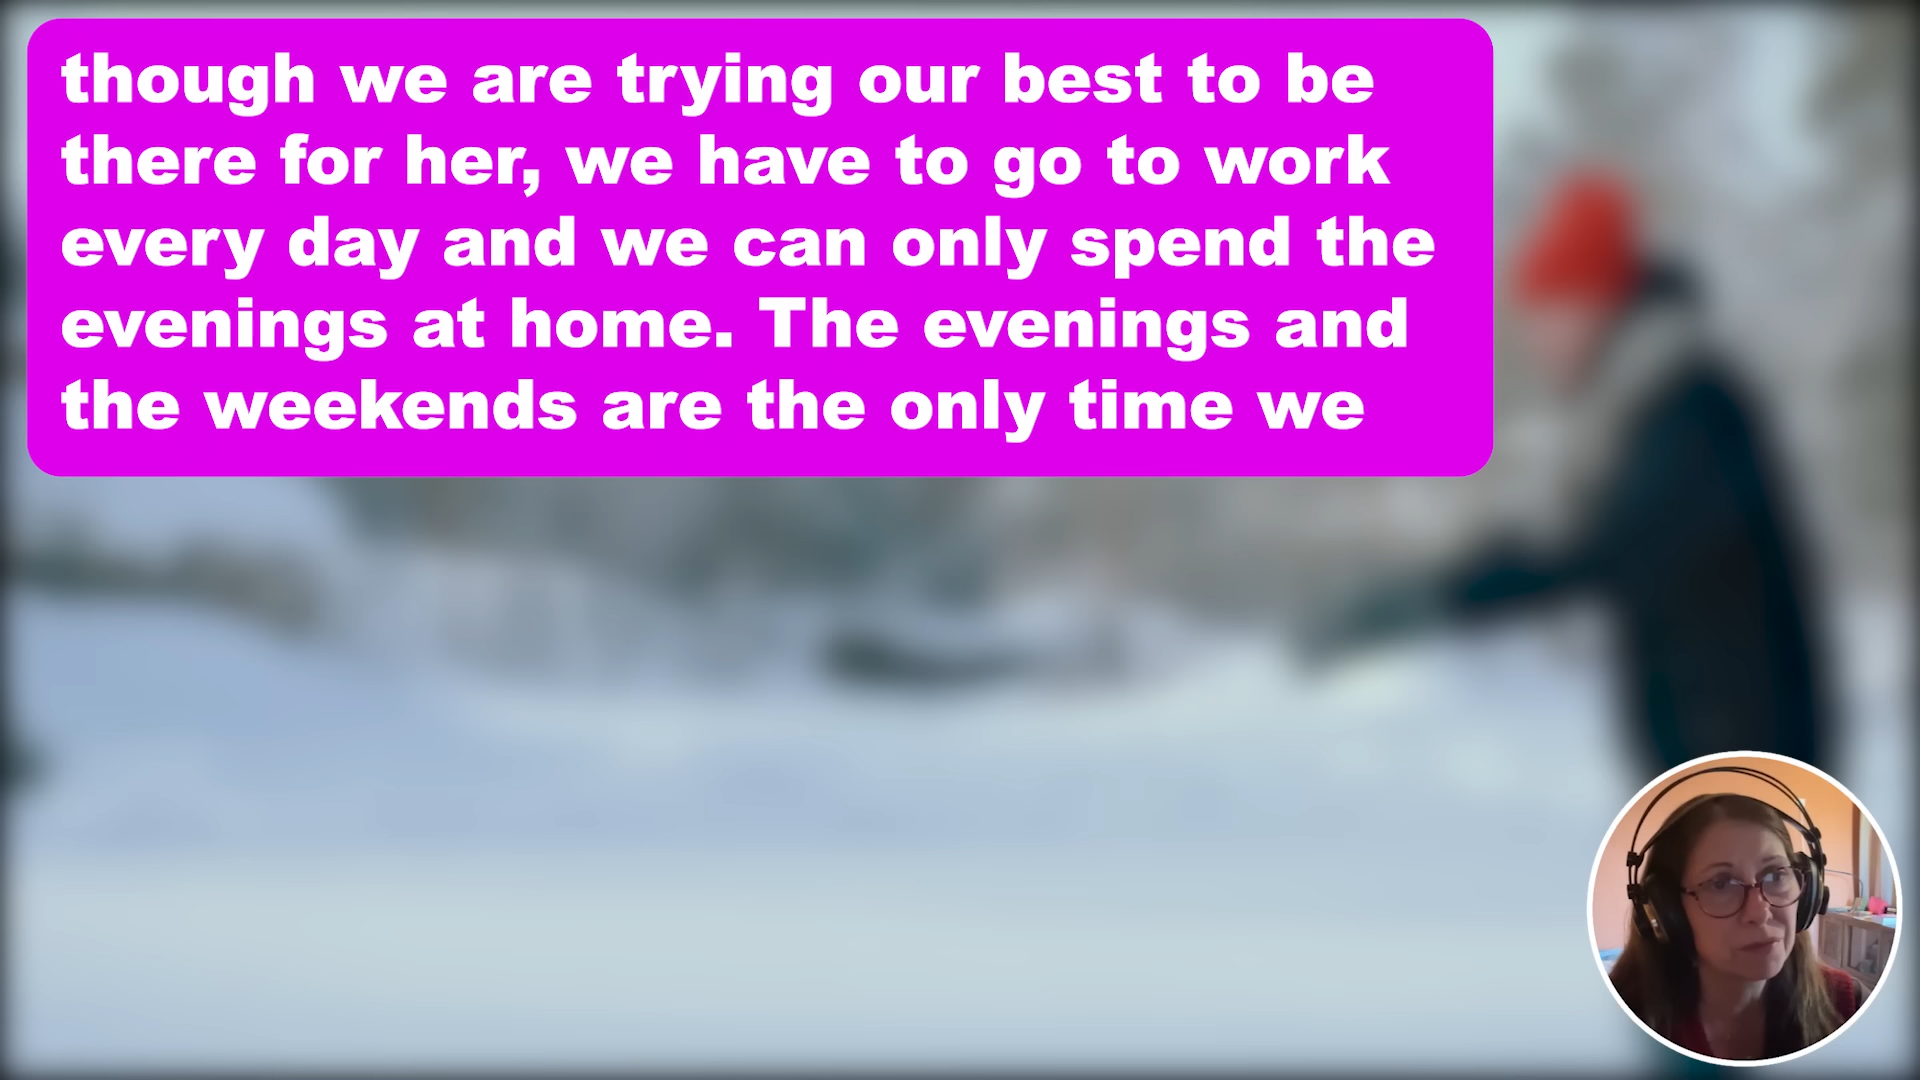 though we are trying our best to be
there for her, we have to go to work
every day and we can only spend the
evenings at home. The evenings and
the weekends are the only time we